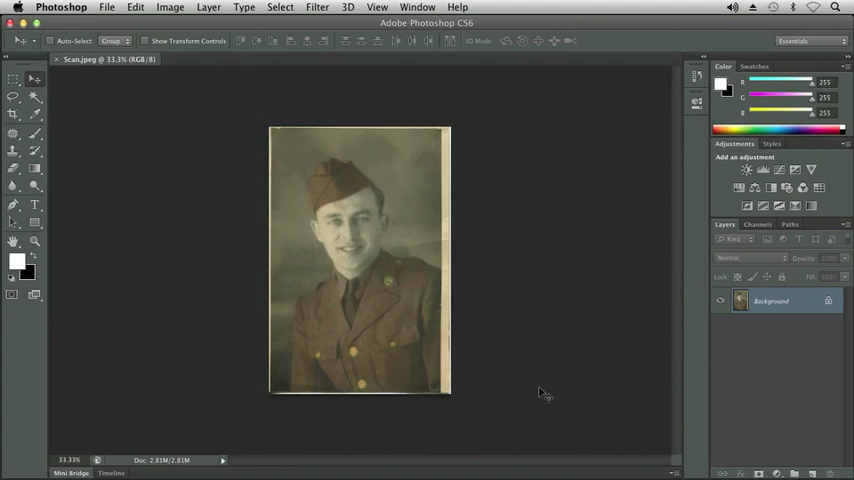 Photoshop File Edit Image Layer Type Select Filter 3D View Window Help
Adobe Photoshop CS6
Auto-Select: Group Show Transform Controls 3D Mode: Essentials
Scan.jpeg @ 33.3% (RGB/8)
Color Swatches
R 255
G 255
B 255
Adjustments Styles
Add an adjustment
Layers Channels Paths
Kind
Normal Opacity: 100%
Lock: Fill: 100%
Background
33.33% Doc: 2.81M/2.81M
Mini Bridge Timeline